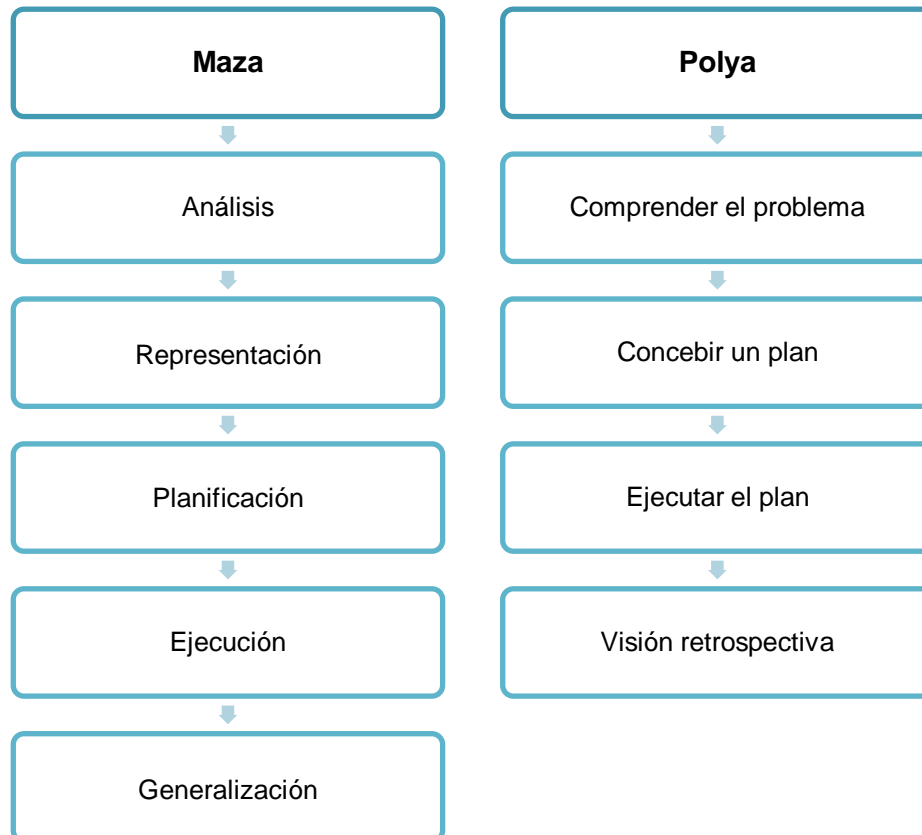 Maza
Análisis
Representación
Planificación
Ejecución
Generalización
Polya
Comprender el problema
Concebir un plan
Ejecutar el plan
Visión retrospectiva